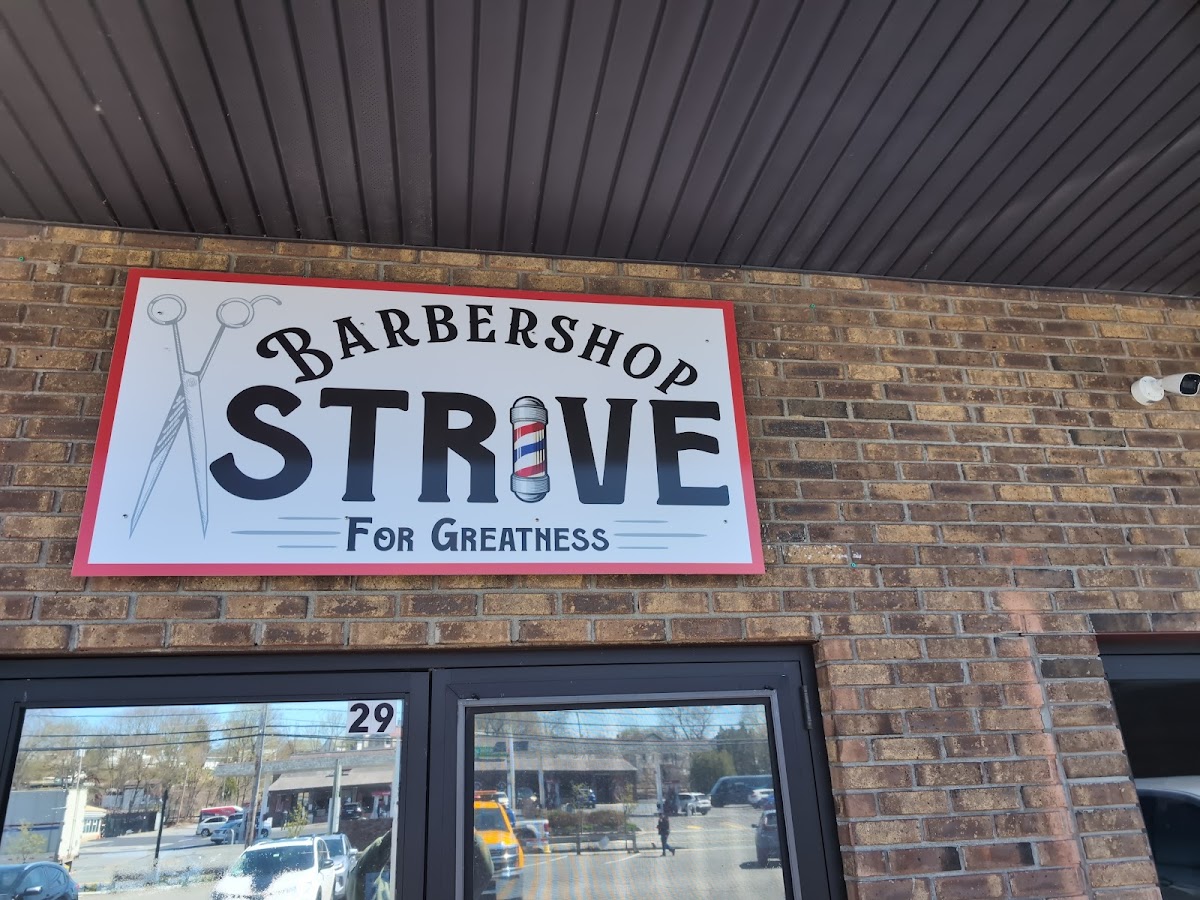 Barbershop
STRIVE
For Greatness
29